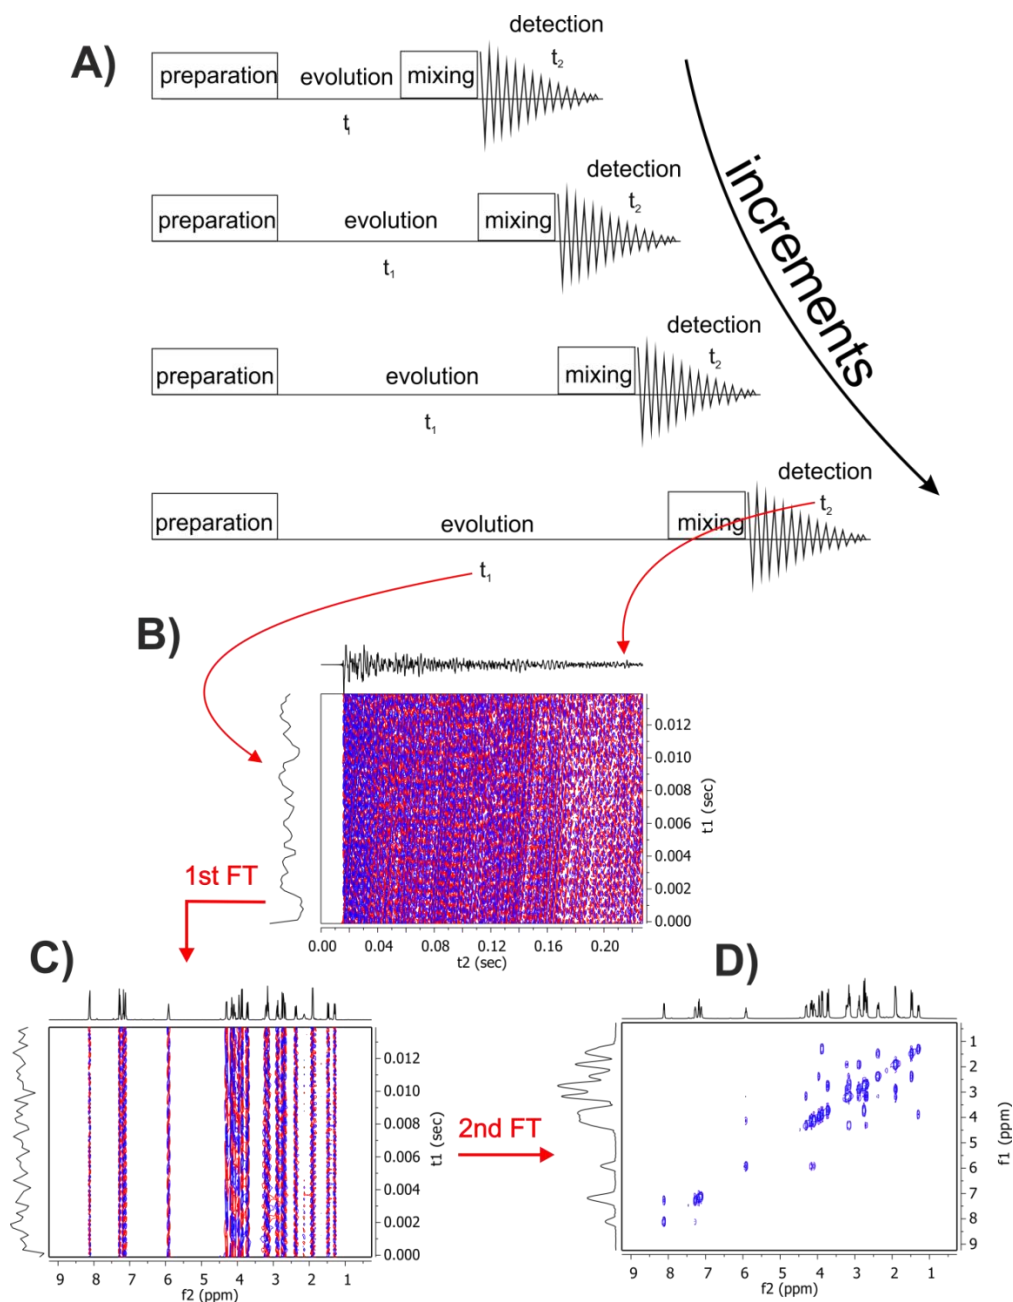 A)
detection
t2
preparation
evolution
mixing
t1
detection
t2
preparation
evolution
mixing
t1
increments
detection
t2
preparation
evolution
mixing
t1
detection
t2
preparation
evolution
mixing
t1
B)
0.012
0.010
0.008
0.006
0.004
0.002
0.000
t1 (sec)
0.00 0.04 0.08 0.12 0.16 0.20
t2 (sec)
1st FT
C)
0.012
0.010
0.008
0.006
0.004
0.002
0.000
t1 (sec)
9 8 7 6 5 4 3 2 1
f2 (ppm)
2nd FT
D)
1
2
3
4
5
6
7
8
9
f1 (ppm)
9 8 7 6 5 4 3 2 1
f2 (ppm)